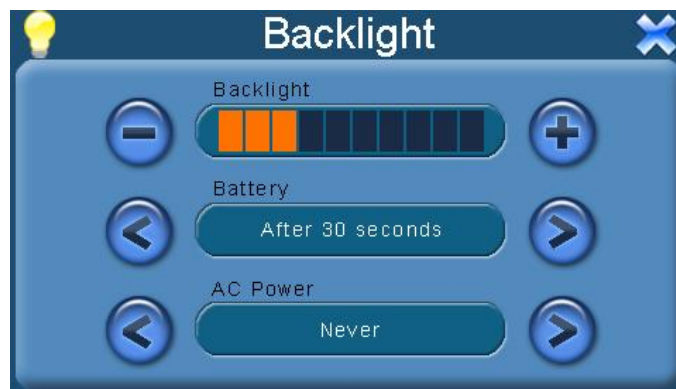 Backlight
Backlight
Battery
After 30 seconds
AC Power
Never